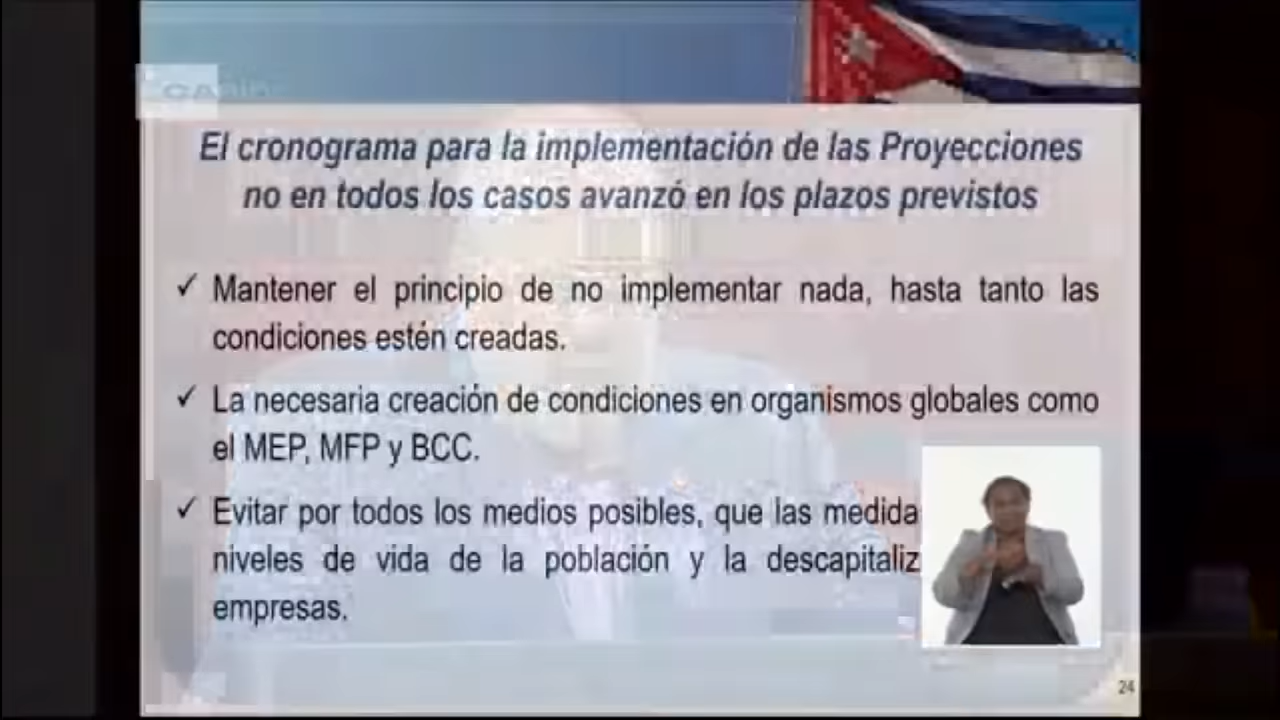 El cronograma para la implementación de las Proyecciones
no en todos los casos avanzó en los plazos previstos
✓ Mantener el principio de no implementar nada, hasta tanto las
condiciones estén creadas.
✓ La necesaria creación de condiciones en organismos globales como
el MEP, MFP y BCC.
✓ Evitar por todos los medios posibles, que las medida
niveles de vida de la población y la descapitaliz
empresas.
24